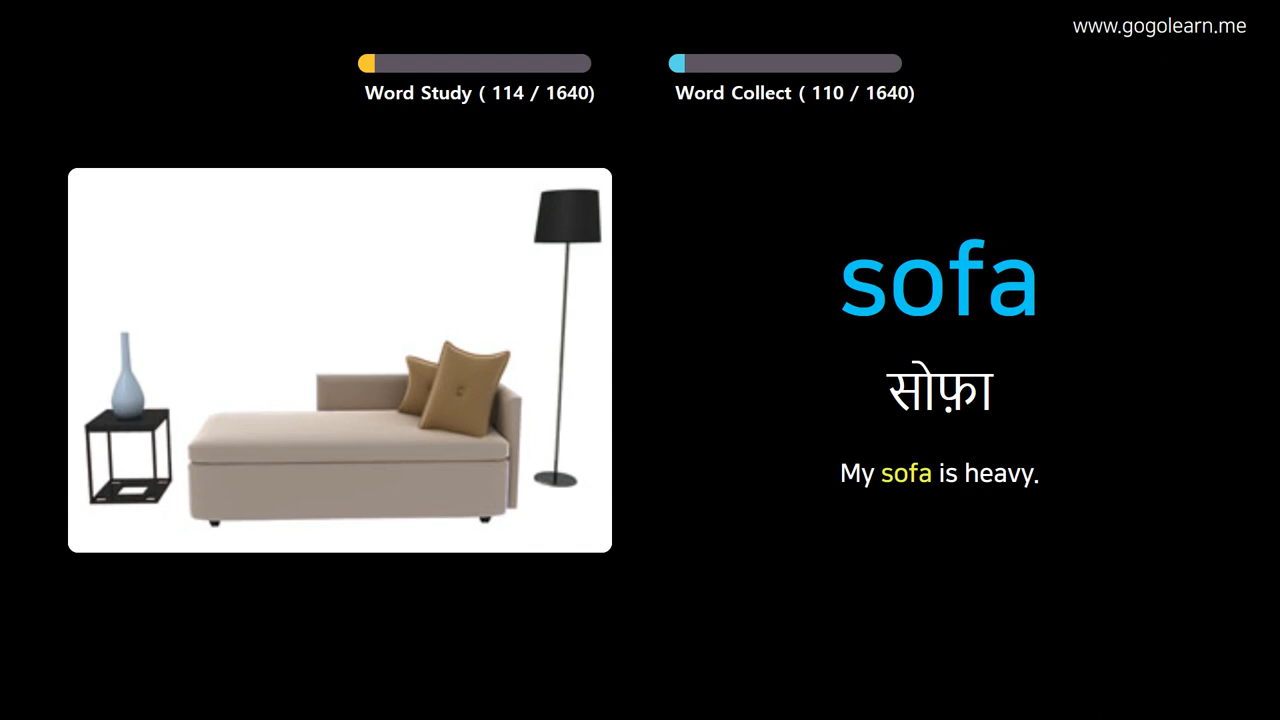 www.gogolearn.me
Word Study ( 114 / 1640)
Word Collect ( 110 / 1640)
sofa
सोफ़ा
My sofa is heavy.